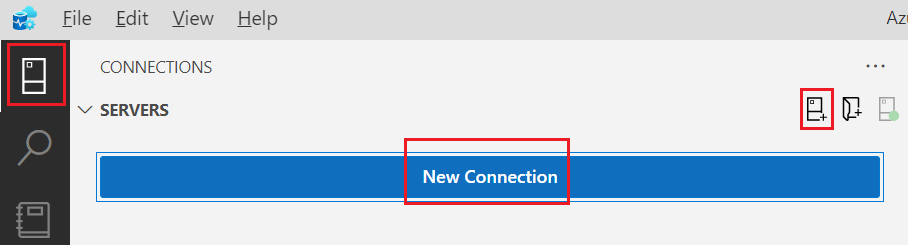 File Edit View Help Az
CONNECTIONS
SERVERS
New Connection